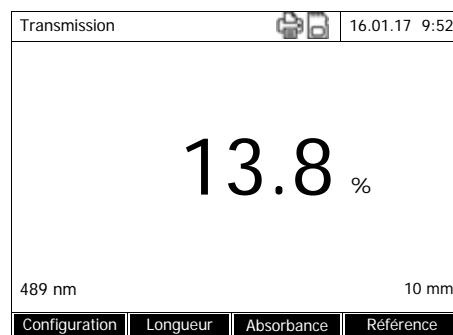 Transmission 16.01.17 9:52
13.8 %
489 nm 10 mm
Configuration Longueur Absorbance Référence